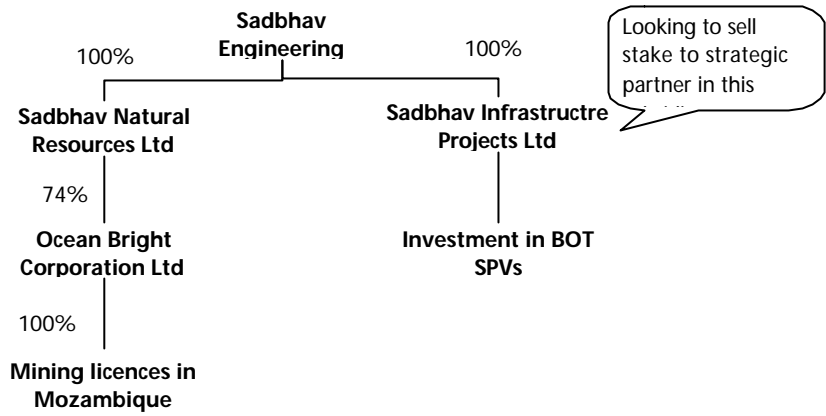 Sadbhav
Engineering
100%
100%
Looking to sell
stake to strategic
partner in this
Sadbhav Natural
Resources Ltd
Sadbhav Infrastructre
Projects Ltd
74%
Ocean Bright
Corporation Ltd
Investment in BOT
SPVs
100%
Mining licences in
Mozambique